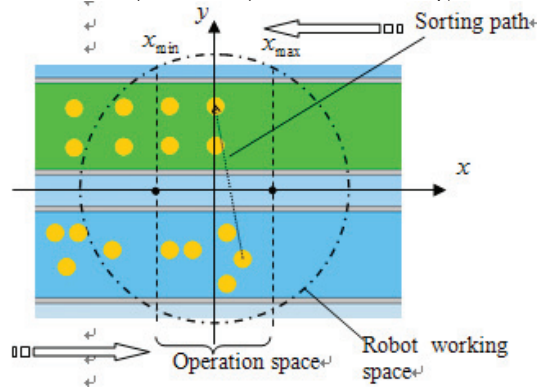 y
Sorting path
x_min
x_max
x
Operation space
Robot working
space